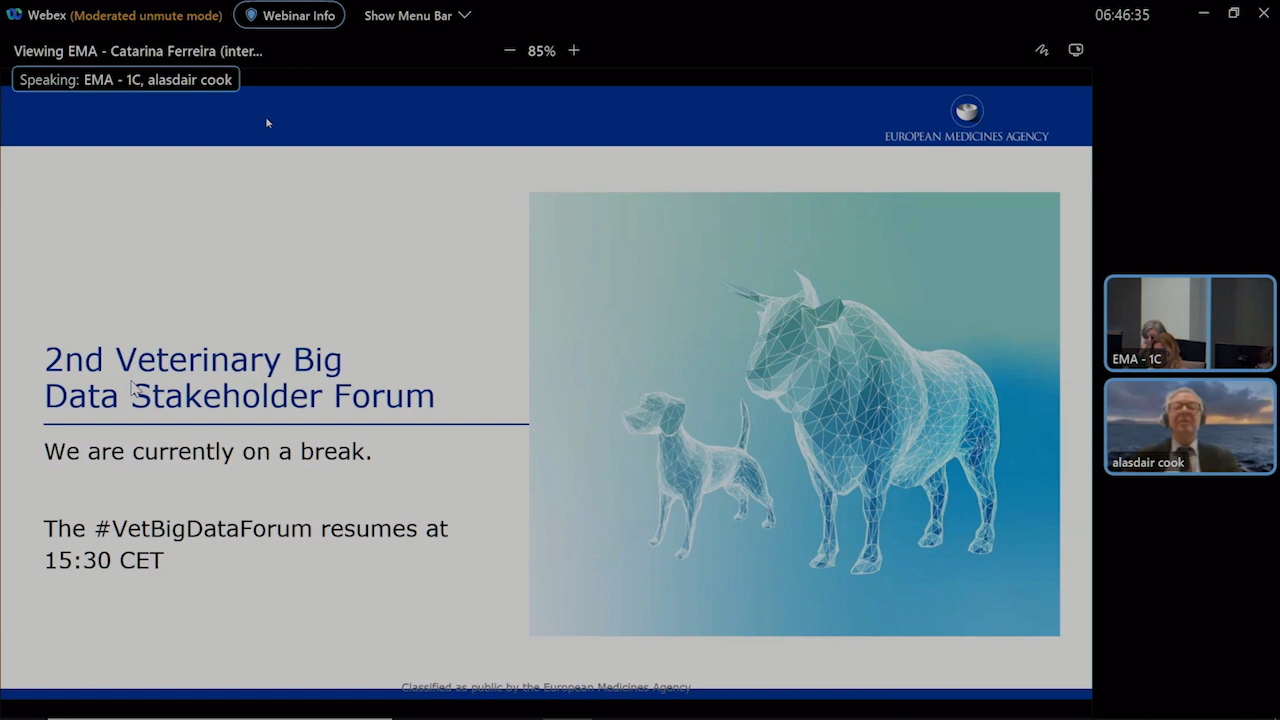 Webex (Moderated unmute mode) Webinar Info Show Menu Bar 06:46:35
Viewing EMA - Catarina Ferreira (inter... 85%
Speaking: EMA - 1C, alasdair cook
EUROPEAN MEDICINES AGENCY
2nd Veterinary Big
Data Stakeholder Forum
We are currently on a break.
The #VetBigDataForum resumes at
15:30 CET
EMA - 1C
alasdair cook
Classified as public by the European Medicines Agency